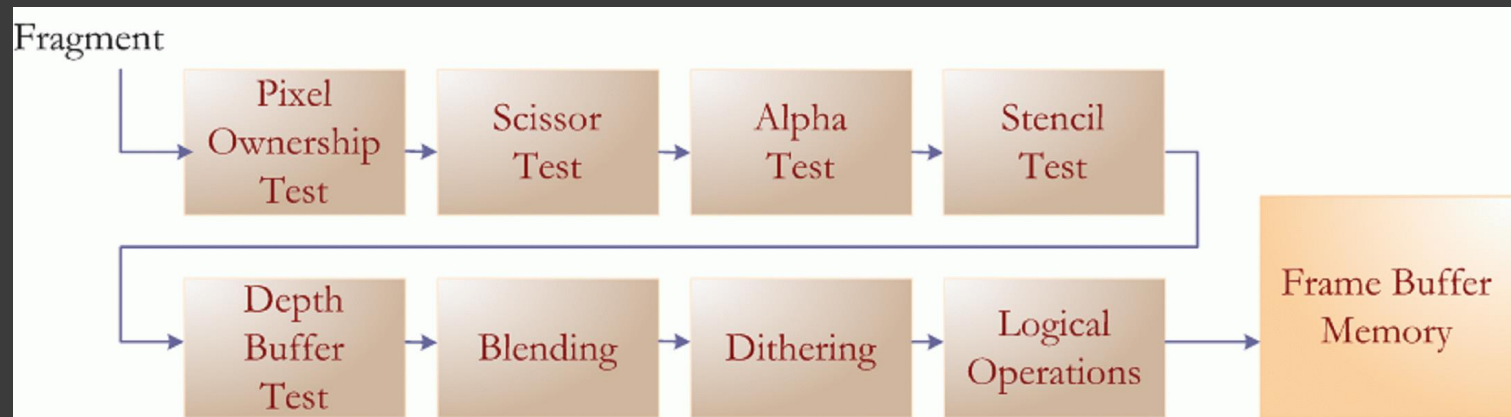 Fragment
Pixel
Ownership
Test
Scissor
Test
Alpha
Test
Stencil
Test
Depth
Buffer
Test
Blending
Dithering
Logical
Operations
Frame Buffer
Memory